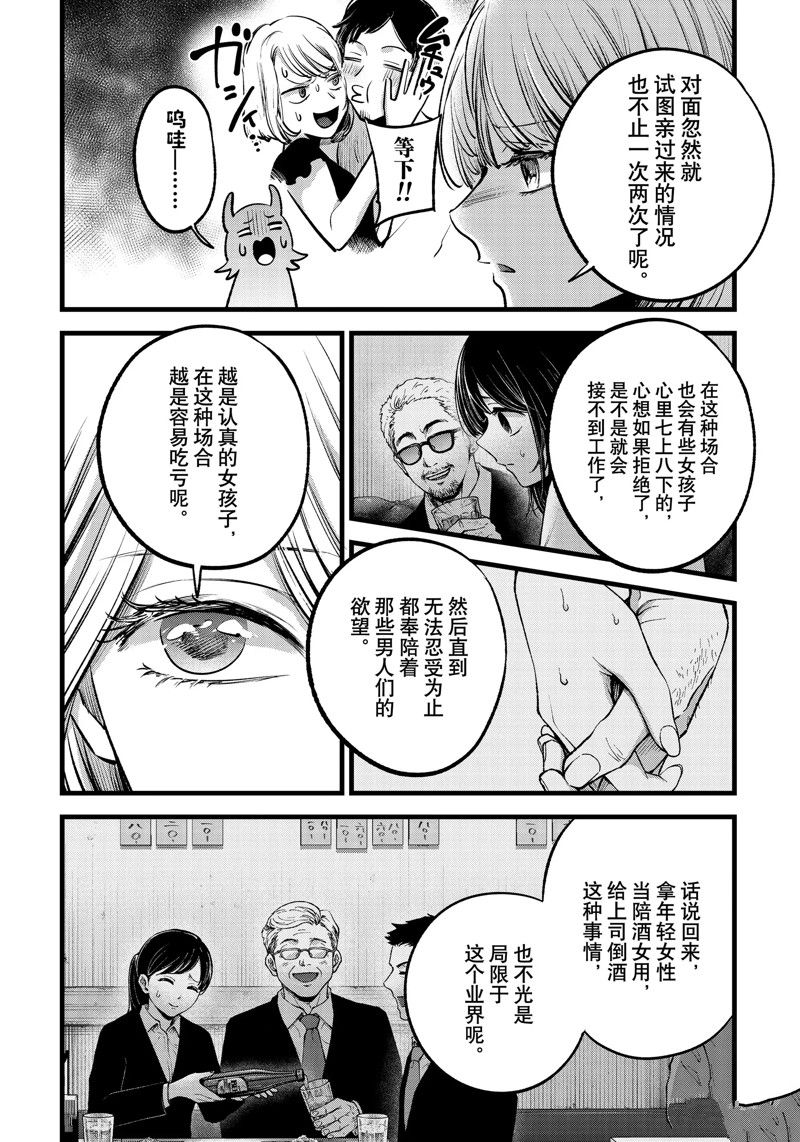 对面忽然就
试图亲过来的情况
也不止一次两次了呢。
ムチュウ
等下!!
ガシ
呜哇—……
在这种场合
也会有些女孩子
心里七上八下的，
心想如果拒绝了，
是不是就会
接不到工作了，
越是认真的女孩子，
在这种场合
越是容易吃亏呢。
然后直到
无法忍受为止
都奉陪着
那些男人们的
欲望。
话说回来，
拿年轻女性
当陪酒女用，
给上司倒酒
这种事情，
也不光是
局限于
这个业界呢。